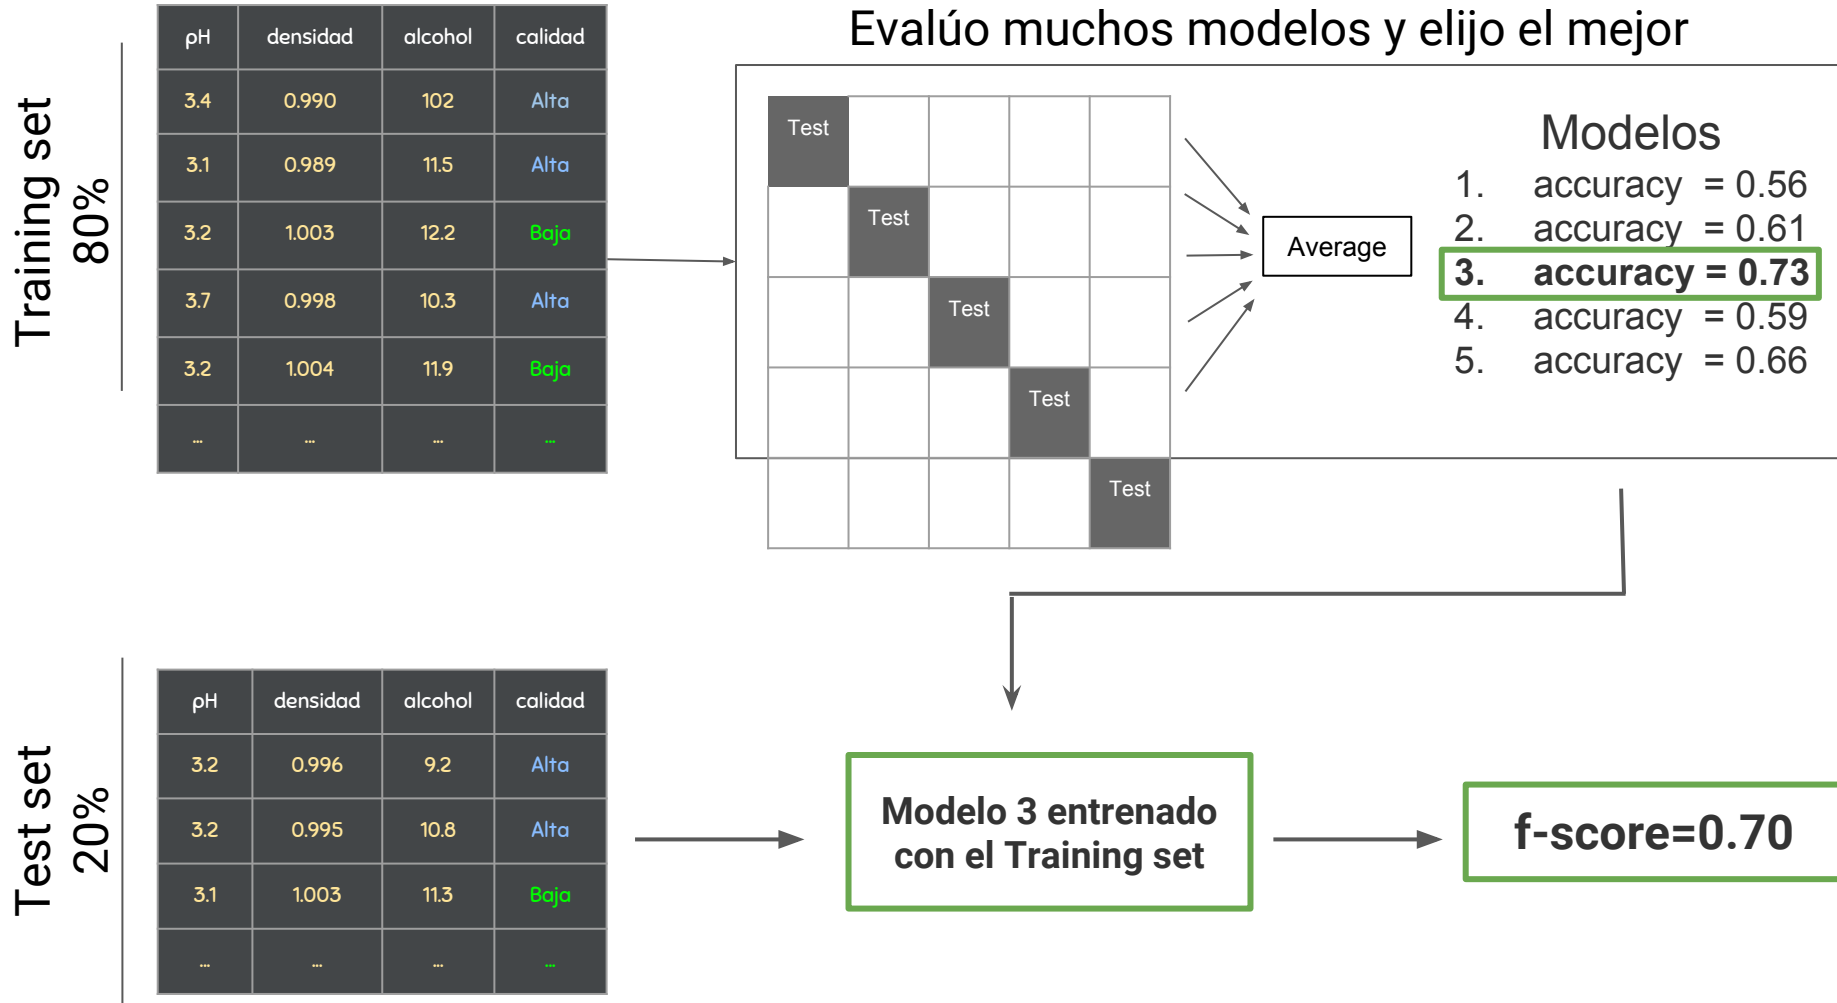 Evalúo muchos modelos y elijo el mejor
Training set
80%
pH densidad alcohol calidad
3.4 0.990 102 Alta
3.1 0.989 11.5 Alta
3.2 1.003 12.2 Baja
3.7 0.998 10.3 Alta
3.2 1.004 11.9 Baja
... ... ... ...
Test
Test
Test
Test
Test
Average
Modelos
1. accuracy = 0.56
2. accuracy = 0.61
3. accuracy = 0.73
4. accuracy = 0.59
5. accuracy = 0.66
Test set
20%
pH densidad alcohol calidad
3.2 0.996 9.2 Alta
3.2 0.995 10.8 Alta
3.1 1.003 11.3 Baja
... ... ... ...
Modelo 3 entrenado
con el Training set
f-score=0.70